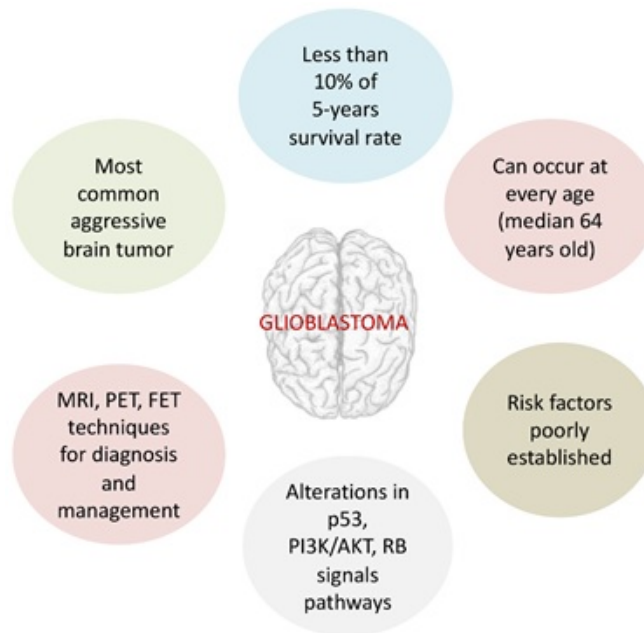 Less than
10% of
5-years
survival rate
Most
common
aggressive
brain tumor
Can occur at
every age
(median 64
years old)
GLIOBLASTOMA
MRI, PET, FET
techniques
for diagnosis
and
management
Risk factors
poorly
established
Alterations in
p53,
PI3K/AKT, RB
signals
pathways